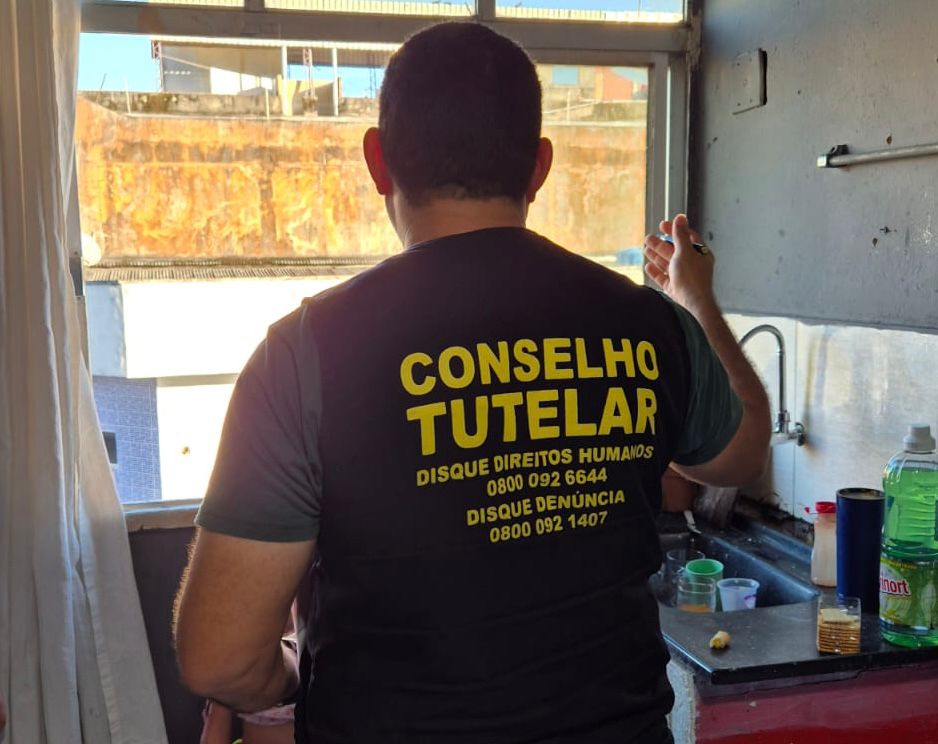 CONSELHO
TUTELAR
DISQUE DIREITOS HUMANOS
0800 092 6644
DISQUE DENÚNCIA
0800 092 1407